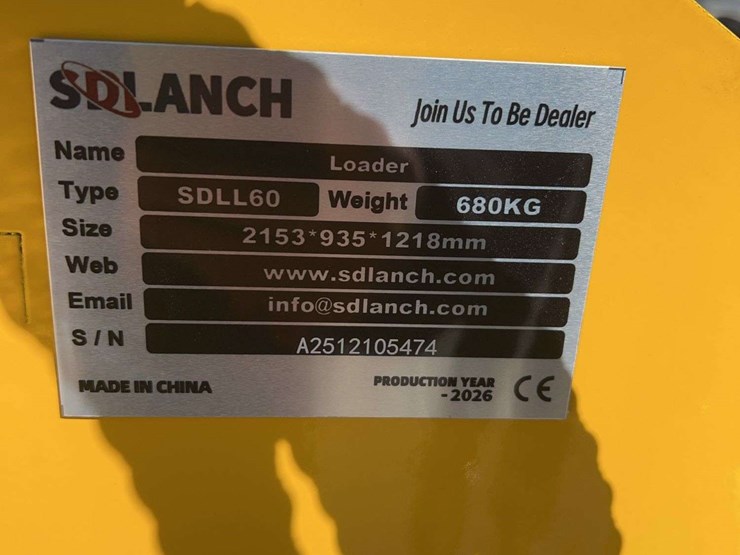 SDLANCH
Join Us To Be Dealer
Name Loader
Type SDLL60 Weight 680KG
Size 2153*935*1218mm
Web www.sdlanch.com
Email info@sdlanch.com
S/N A2512105474
MADE IN CHINA PRODUCTION YEAR
-2026 CE